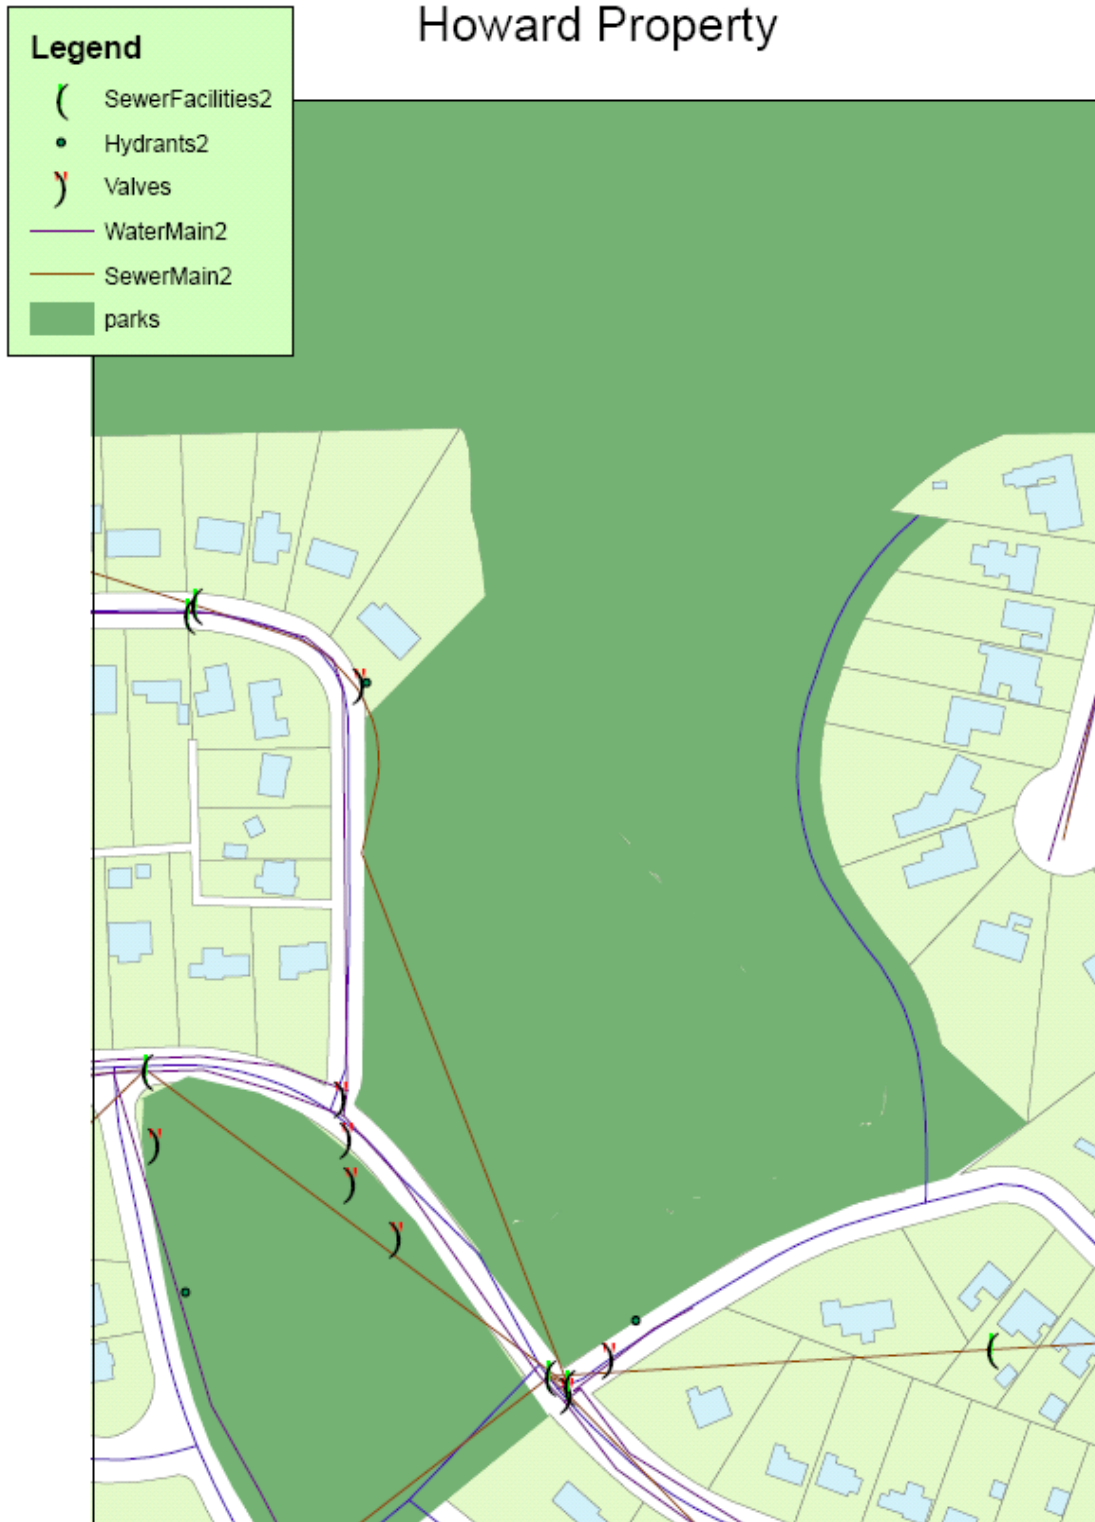 Howard Property
Legend
SewerFacilities2
Hydrants2
Valves
WaterMain2
SewerMain2
parks